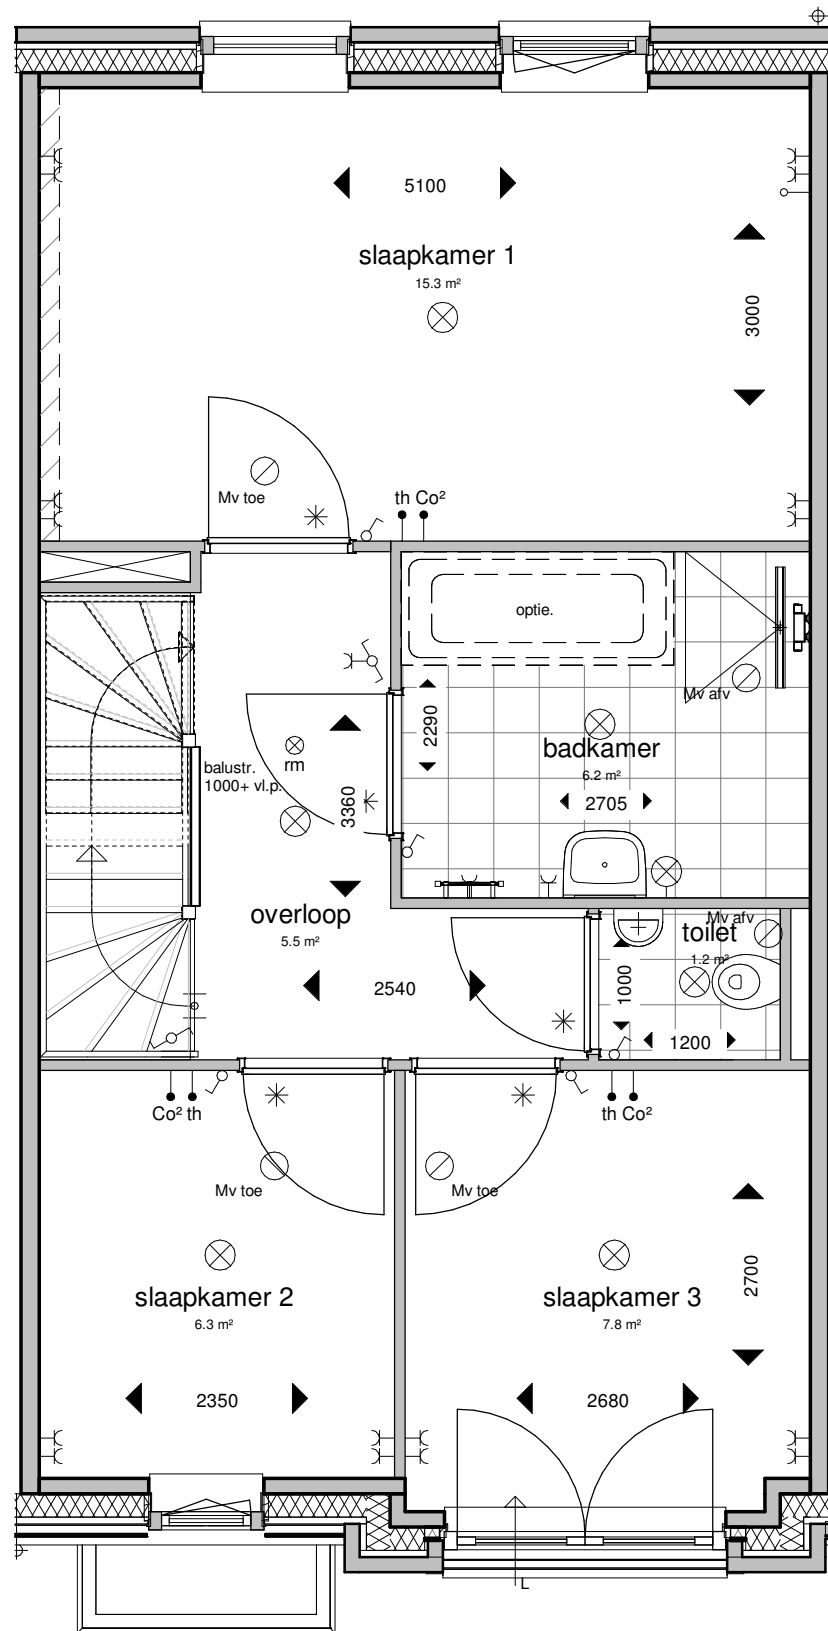 5100
slaapkamer 1
15.3 m²
3000
Mv toe
th Co²
optie.
Mv afv
2290
badkamer
6.2 m²
2705
balustr.
1000+ vl.p.
rm
3360
overloop
5.5 m²
2540
Mv afv
toilet
1.2 m²
1000
1200
Co² th
th Co²
Mv toe
Mv toe
slaapkamer 2
6.3 m²
slaapkamer 3
7.8 m²
2700
2350
2680
L